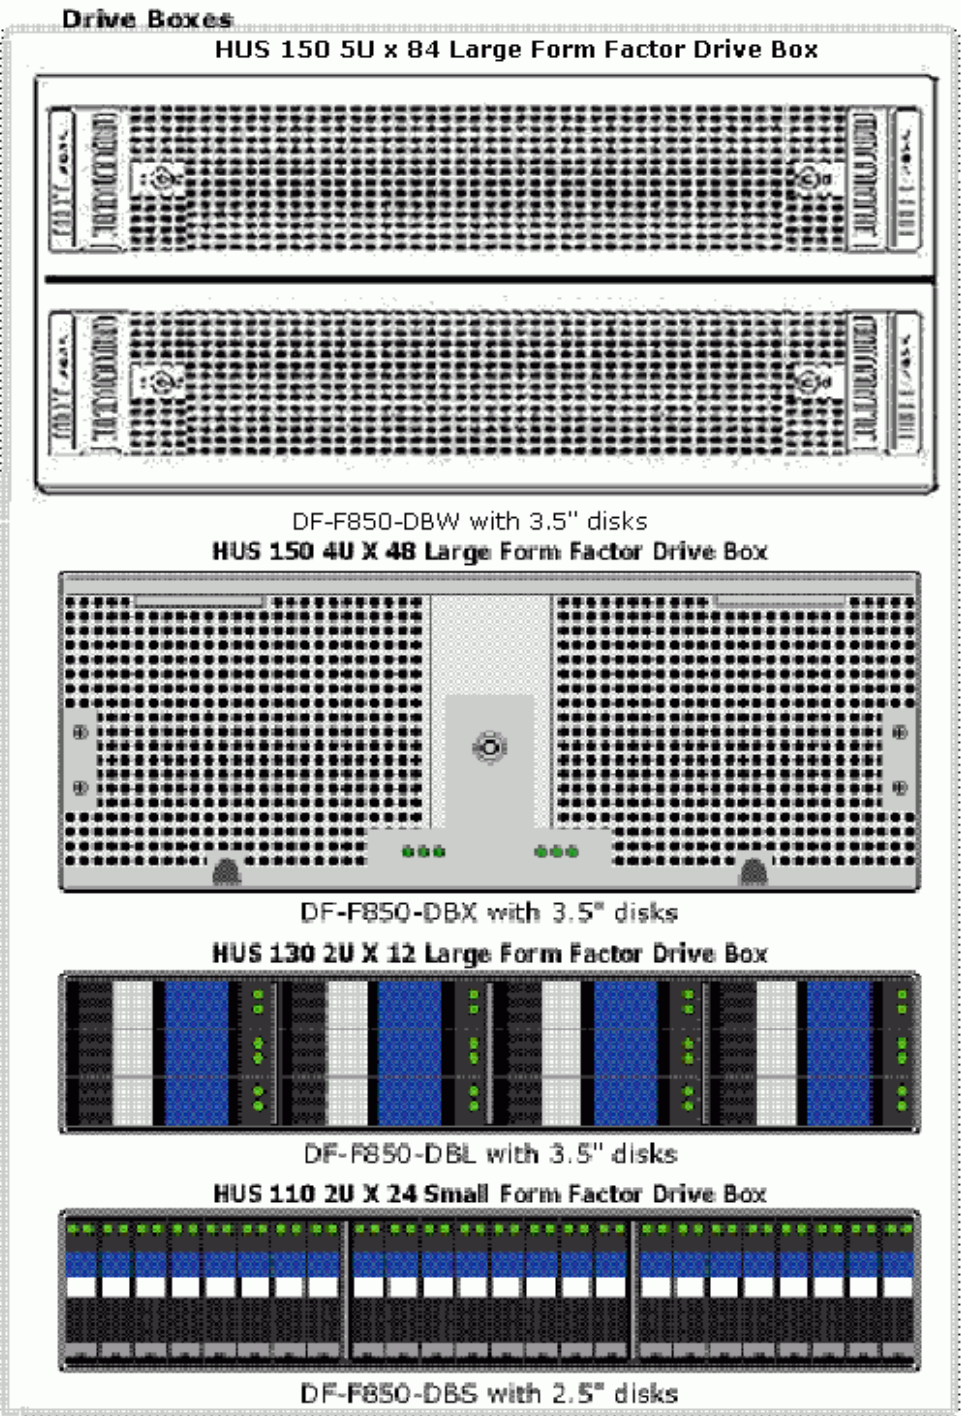 Drive Boxes
HUS 150 5U x 84 Large Form Factor Drive Box
DF-F850-DBW with 3.5" disks
HUS 150 4U X 48 Large Form Factor Drive Box
DF-F850-DBX with 3.5" disks
HUS 130 2U X 12 Large Form Factor Drive Box
DF-F850-DBL with 3.5" disks
HUS 110 2U X 24 Small Form Factor Drive Box
DF-F850-DBS with 2.5" disks